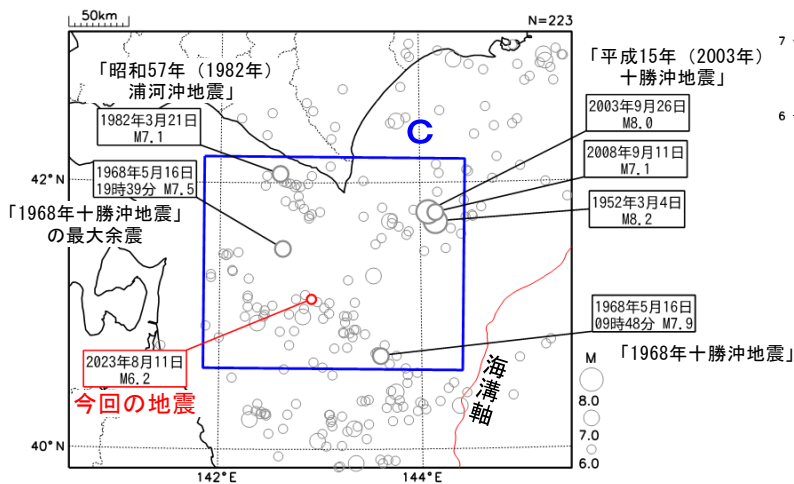 50km
N=223
7
6
「昭和57年（1982年）
浦河沖地震」
1982年3月21日
M7.1
1968年5月16日
19時39分 M7.5
「1968年十勝沖地震」
の最大余震
「平成15年（2003年）
十勝沖地震」
2003年9月26日
M8.0
2008年9月11日
M7.1
1952年3月4日
M8.2
C
42°N
1968年5月16日
09時48分 M7.9
「1968年十勝沖地震」
2023年8月11日
M6.2
今回の地震
海溝軸
M
8.0
7.0
6.0
40°N
142°E
144°E